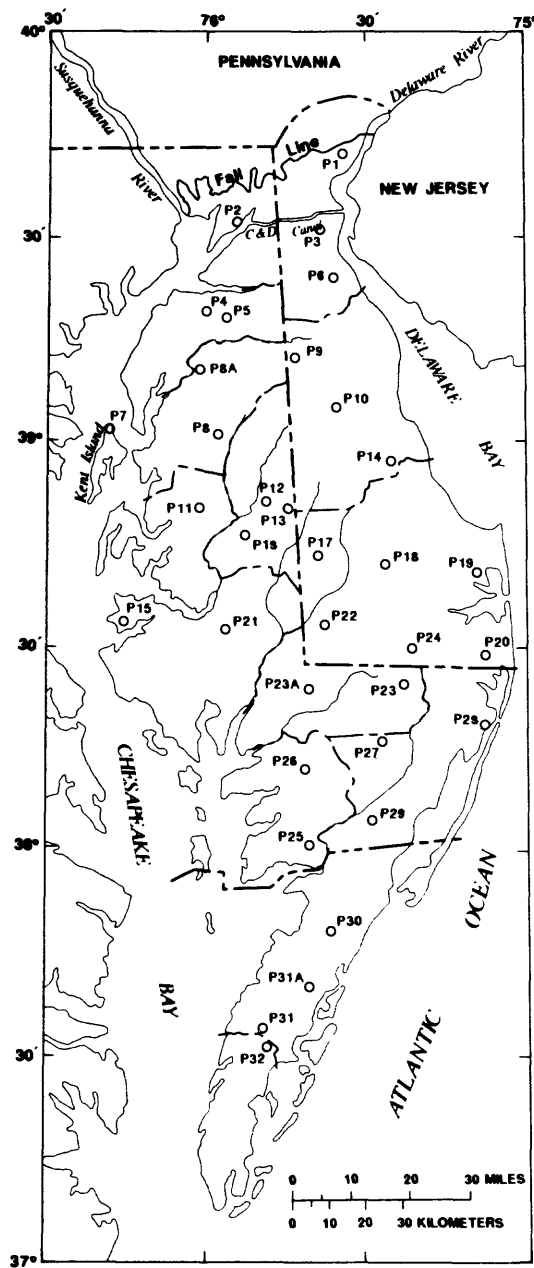 30′ 76° 30′ 75°
40°
PENNSYLVANIA
Susquehanna
River
Delaware River
Fall Line
P1
NEW JERSEY
P2
C & D Canal
30′
P3
P6
P4
P5
DELAWARE
BAY
P9
P8A
P10
P7
39°
P8
Kent Island
P14
P12
P11
P13
P16
P17
P18
P19
P15
P21
P22
P24
P20
30′
P23A
P23
P28
CHESAPEAKE
BAY
P27
P26
P29
P25
38°
ATLANTIC
OCEAN
P30
P31A
P31
P32
30′
0 10 20 30 MILES
0 10 20 30 KILOMETERS
37°